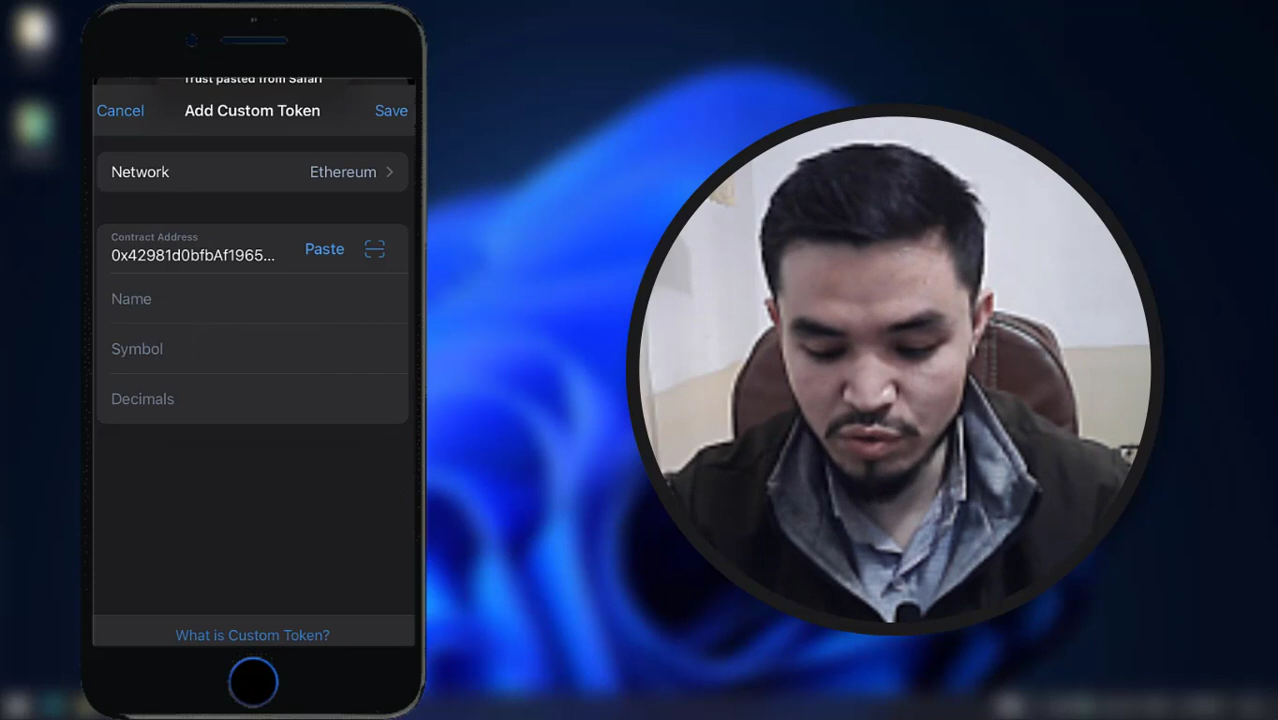 Trust pasted from Safari
Cancel Add Custom Token Save
Network Ethereum
Contract Address
0x42981d0bfbAf1965... Paste
Name
Symbol
Decimals
What is Custom Token?